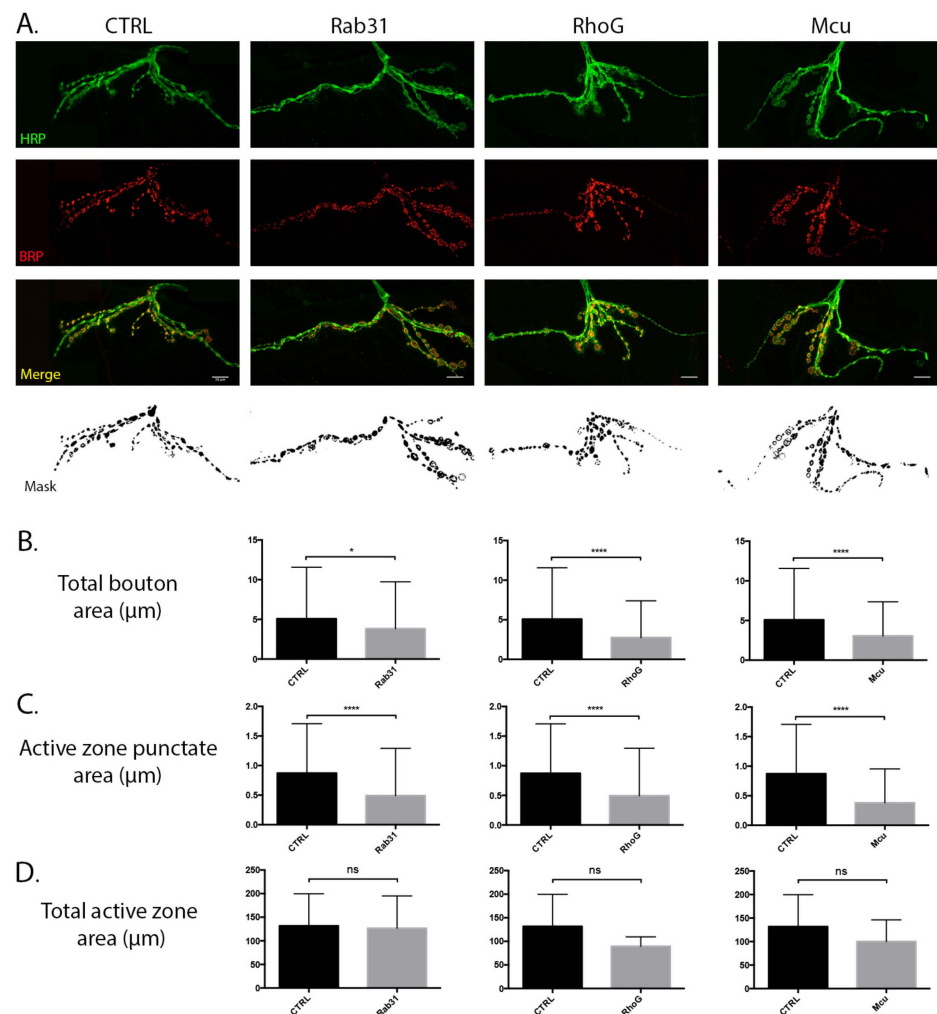 A.
CTRL
Rab31
RhoG
Mcu
HRP
BRP
Merge
Mask
B.
Total bouton
area (µm)
15
10
5
0
*
CTRL
Rab31
15
10
5
0
****
CTRL
RhoG
15
10
5
0
****
CTRL
Mcu
C.
Active zone punctate
area (µm)
2.0
1.5
1.0
0.5
0.0
****
CTRL
Rab31
2.0
1.5
1.0
0.5
0.0
****
CTRL
RhoG
2.0
1.5
1.0
0.5
0.0
****
CTRL
Mcu
D.
Total active zone
area (µm)
250
200
150
100
50
0
ns
CTRL
Rab31
250
200
150
100
50
0
ns
CTRL
RhoG
250
200
150
100
50
0
ns
CTRL
Mcu